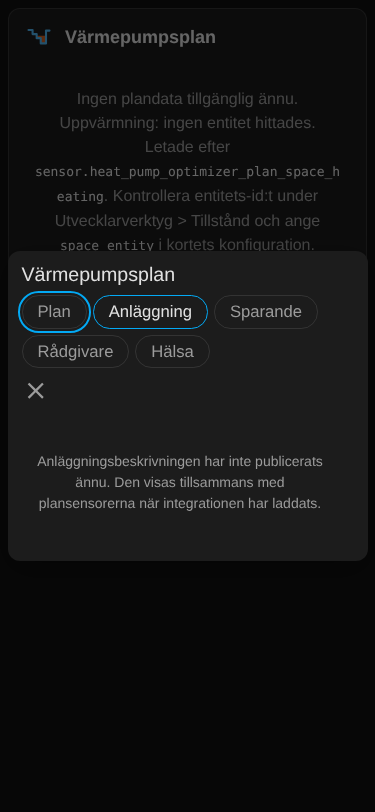 Värmepumpsplan
Ingen plandata tillgänglig ännu.
Uppvärmning: ingen entitet hittades.
Letade efter
sensor.heat_pump_optimizer_plan_space_h
eating. Kontrollera entitets-id:t under
Utvecklarverktyg > Tillstånd och ange
space_entity i kortets konfiguration.
Värmepumpsplan
Plan Anläggning Sparande
Rådgivare Hälsa
Anläggningsbeskrivningen har inte publicerats
ännu. Den visas tillsammans med
plansensorerna när integrationen har laddats.